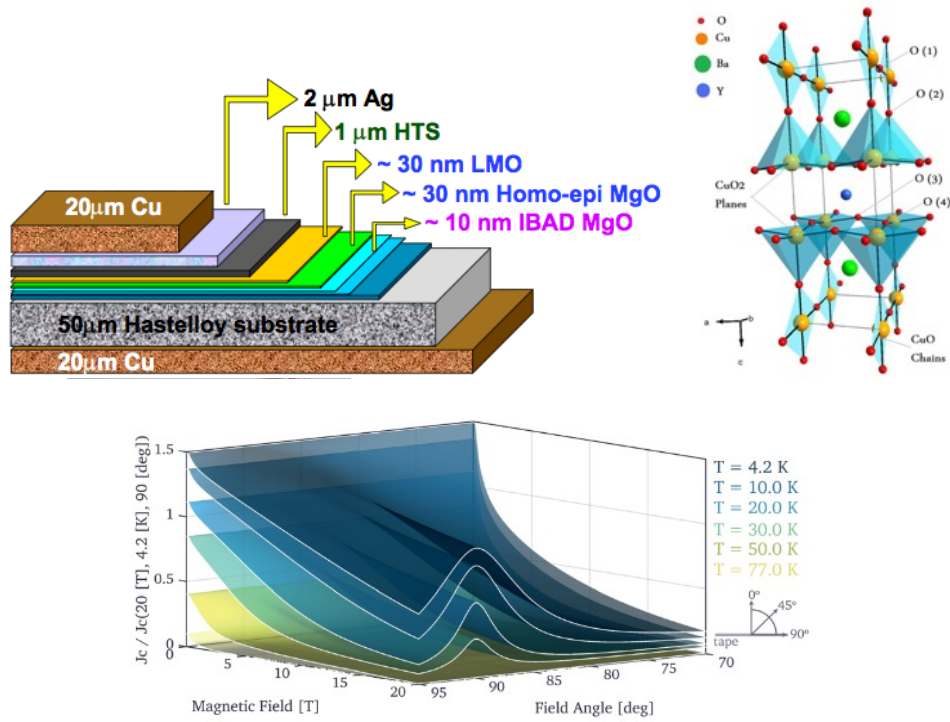 2 μm Ag
1 μm HTS
~ 30 nm LMO
~ 30 nm Homo-epi MgO
~ 10 nm IBAD MgO
20μm Cu
50μm Hastelloy substrate
20μm Cu
O
Cu
Ba
Y
O (1)
O (2)
CuO2
Planes
O (3)
O (4)
a
b
c
CuO
Chains
Jc / Jc(20 [T], 4.2 [K], 90 [deg])
1.5
1
0.5
0
0
5
10
15
20
Magnetic Field [T]
95
90
85
80
75
70
Field Angle [deg]
T = 4.2 K
T = 10.0 K
T = 20.0 K
T = 30.0 K
T = 50.0 K
T = 77.0 K
0°
45°
90°
tape